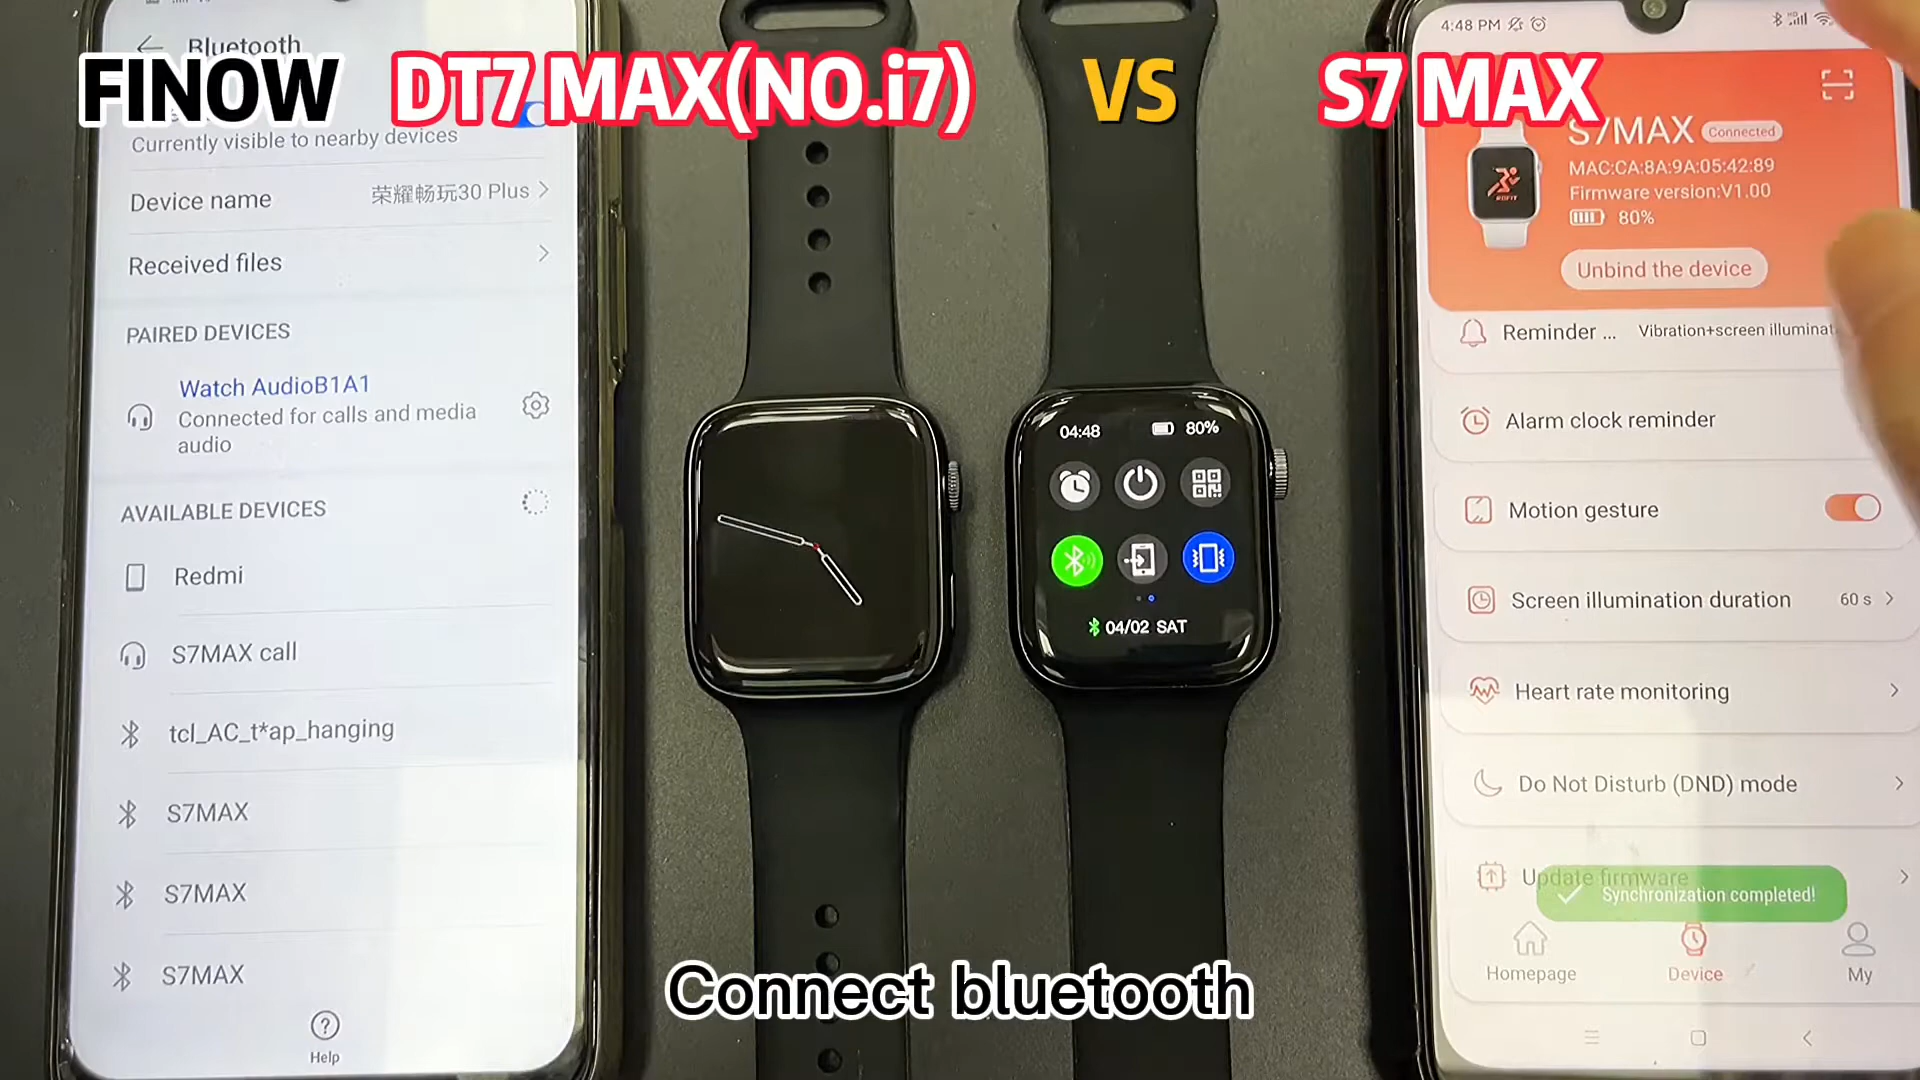 FINOW DT7 MAX(NO.i7) VS S7 MAX
Bluetooth
Currently visible to nearby devices
Device name 荣耀畅玩30 Plus
Received files
PAIRED DEVICES
Watch AudioB1A1
Connected for calls and media
audio
AVAILABLE DEVICES
Redmi
S7MAX call
tcl_AC_t*ap_hanging
S7MAX
S7MAX
S7MAX
Help
04:48 80%
04/02 SAT
4:48 PM
S7MAX Connected
MAC:CA:8A:9A:05:42:89
Firmware version:V1.00
80%
Unbind the device
Reminder ... Vibration+screen illuminat
Alarm clock reminder
Motion gesture
Screen illumination duration 60 s
Heart rate monitoring
Do Not Disturb (DND) mode
Update firmware
Synchronization completed!
Homepage Device My
Connect bluetooth